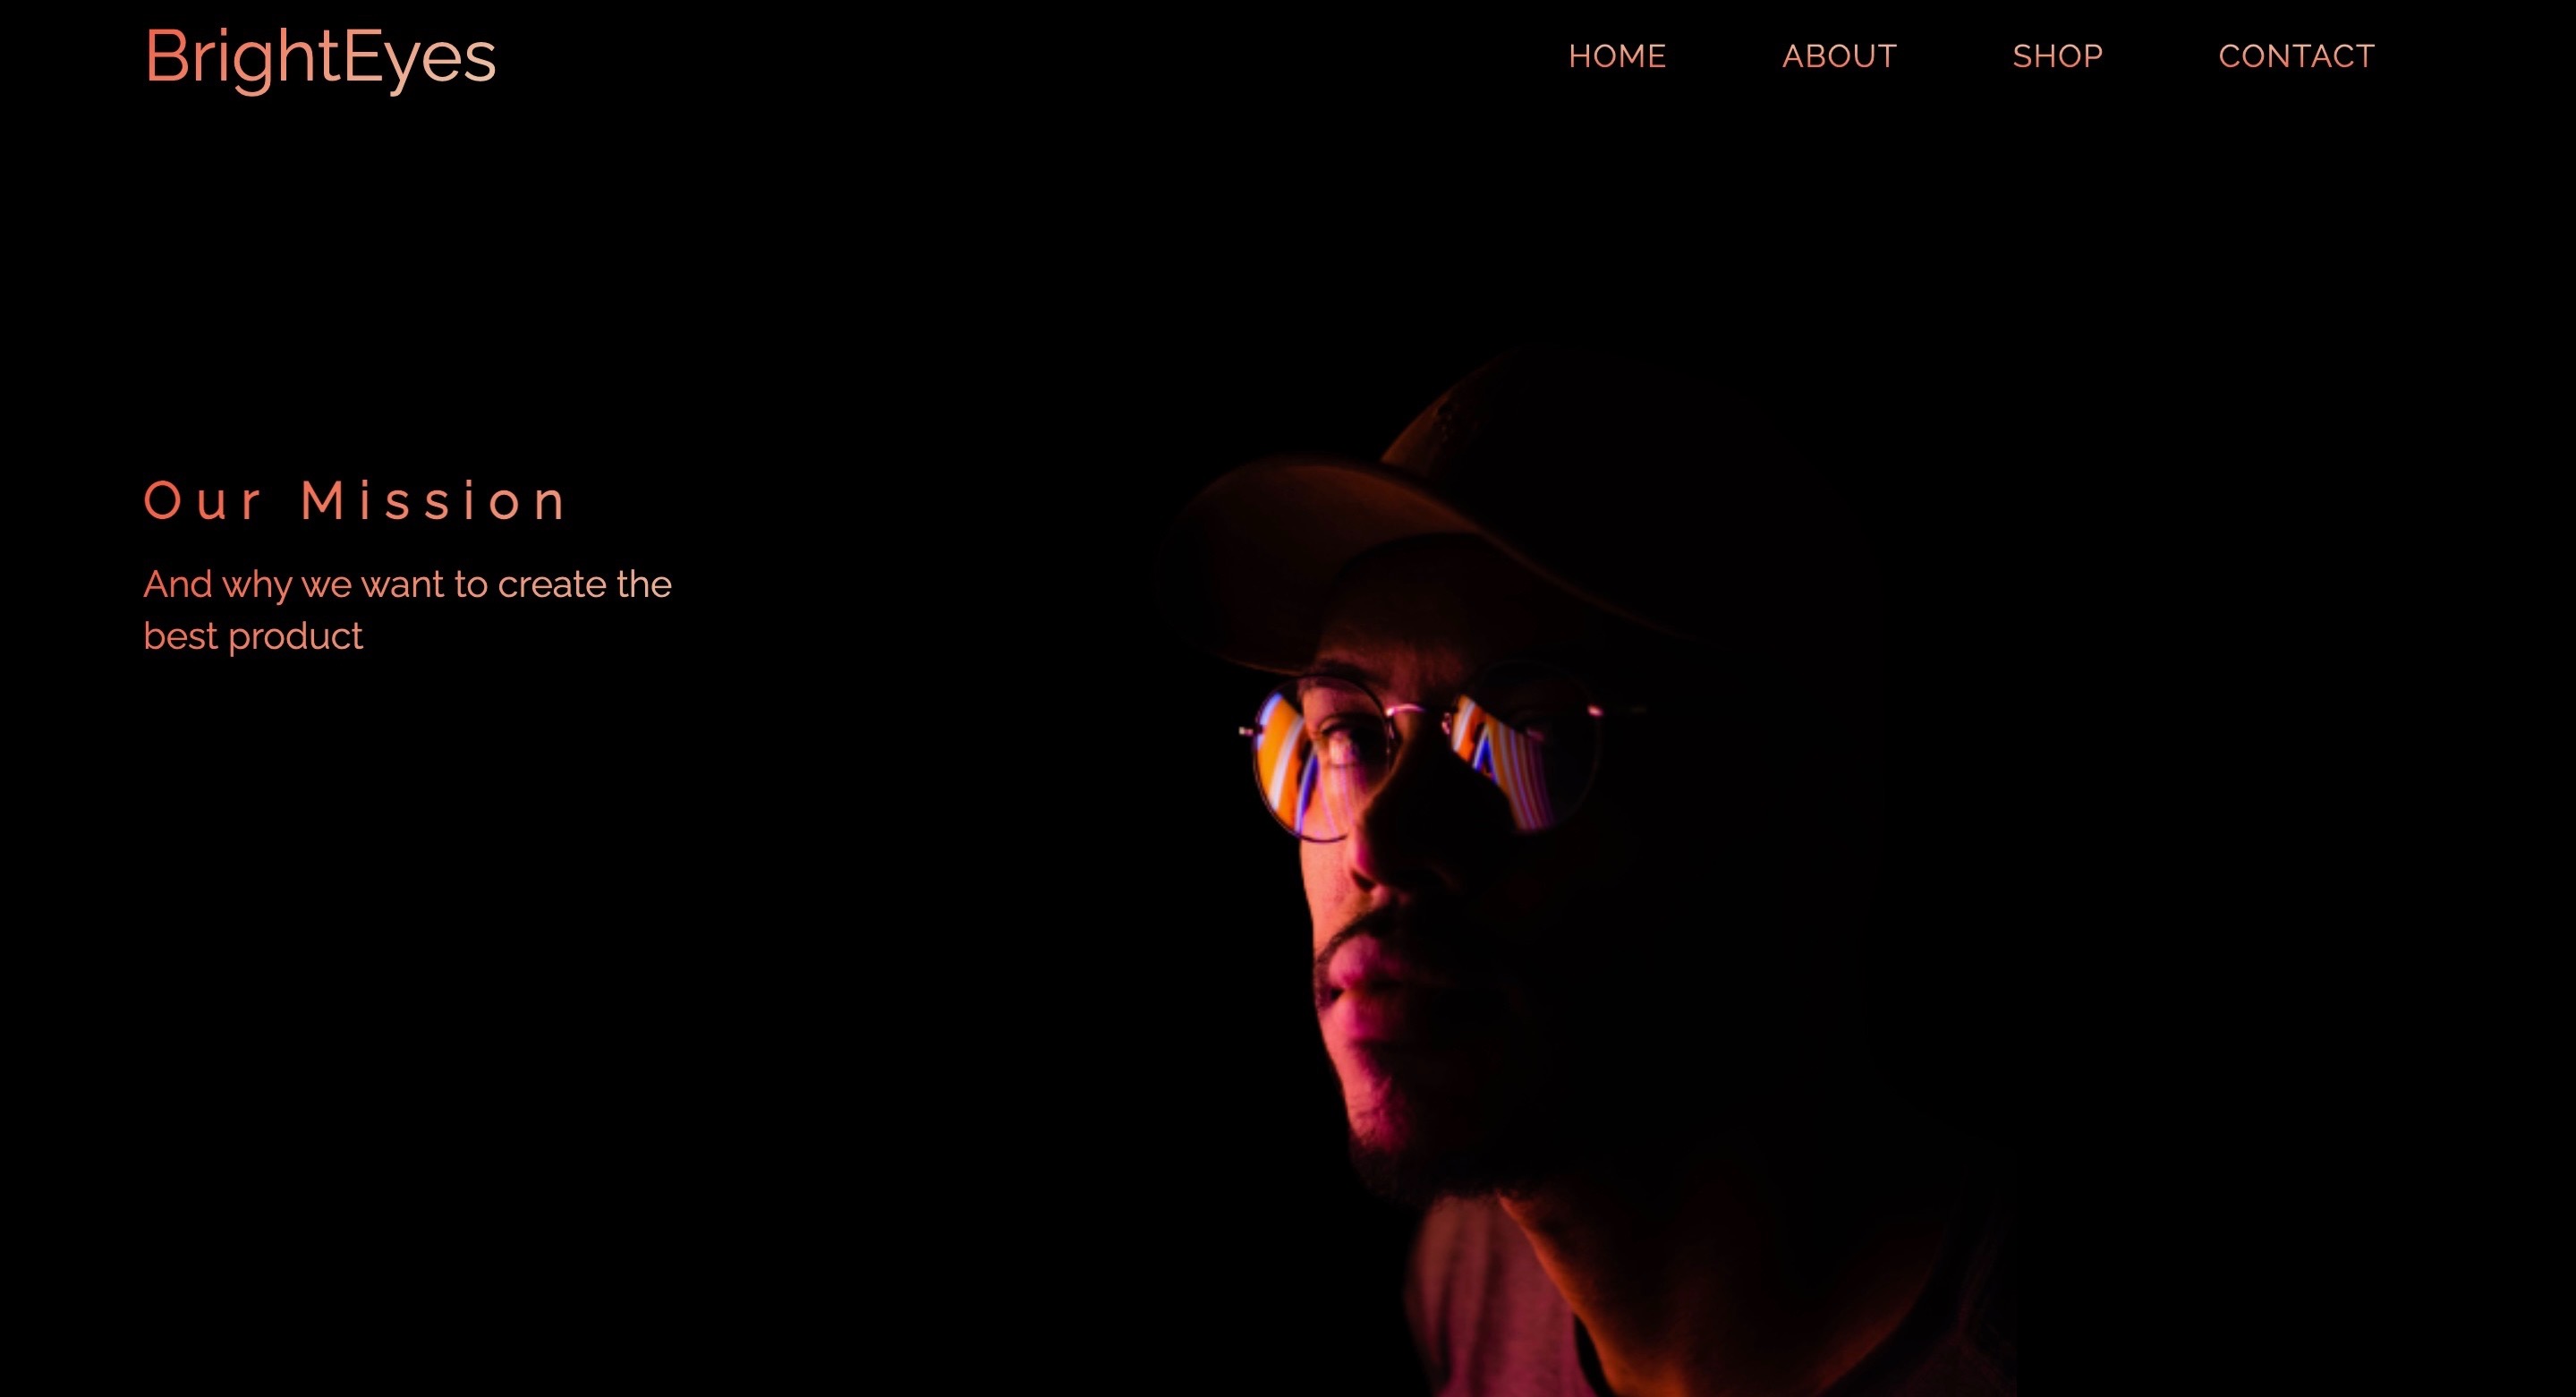 BrightEyes
HOME ABOUT SHOP CONTACT
Our Mission
And why we want to create the
best product